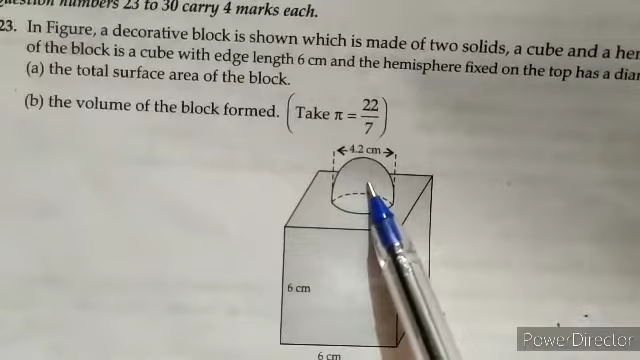 Question numbers 23 to 30 carry 4 marks each.
23. In Figure, a decorative block is shown which is made of two solids, a cube and a
of the block is a cube with edge length 6 cm and the hemisphere fixed on the top has a
(a) the total surface area of the block.
(b) the volume of the block formed. (Take π = 22/7)
4.2 cm
6 cm
6 cm
PowerDirector